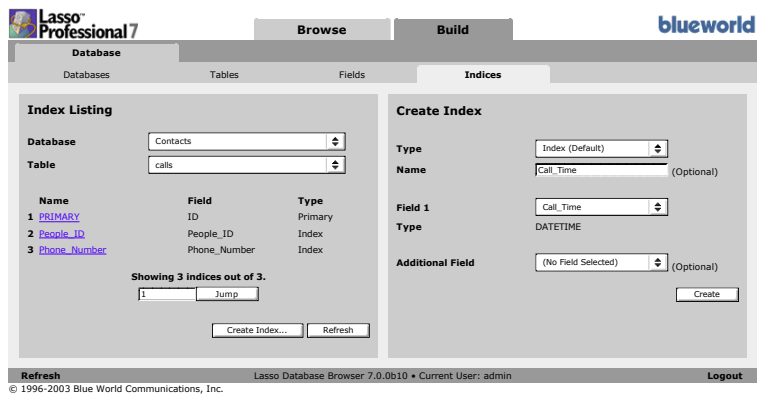 Lasso™
Professional 7
Browse
Build
blueworld
Database
Databases
Tables
Fields
Indices
Index Listing
Database
Contacts
Table
calls
Name Field Type
1 PRIMARY ID Primary
2 People_ID People_ID Index
3 Phone_Number Phone_Number Index
Showing 3 indices out of 3.
1
Jump
Create Index...
Refresh
Create Index
Type
Index (Default)
Name
Call_Time
(Optional)
Field 1
Call_Time
Type
DATETIME
Additional Field
(No Field Selected)
(Optional)
Create
Refresh
Lasso Database Browser 7.0.0b10 • Current User: admin
Logout
© 1996-2003 Blue World Communications, Inc.